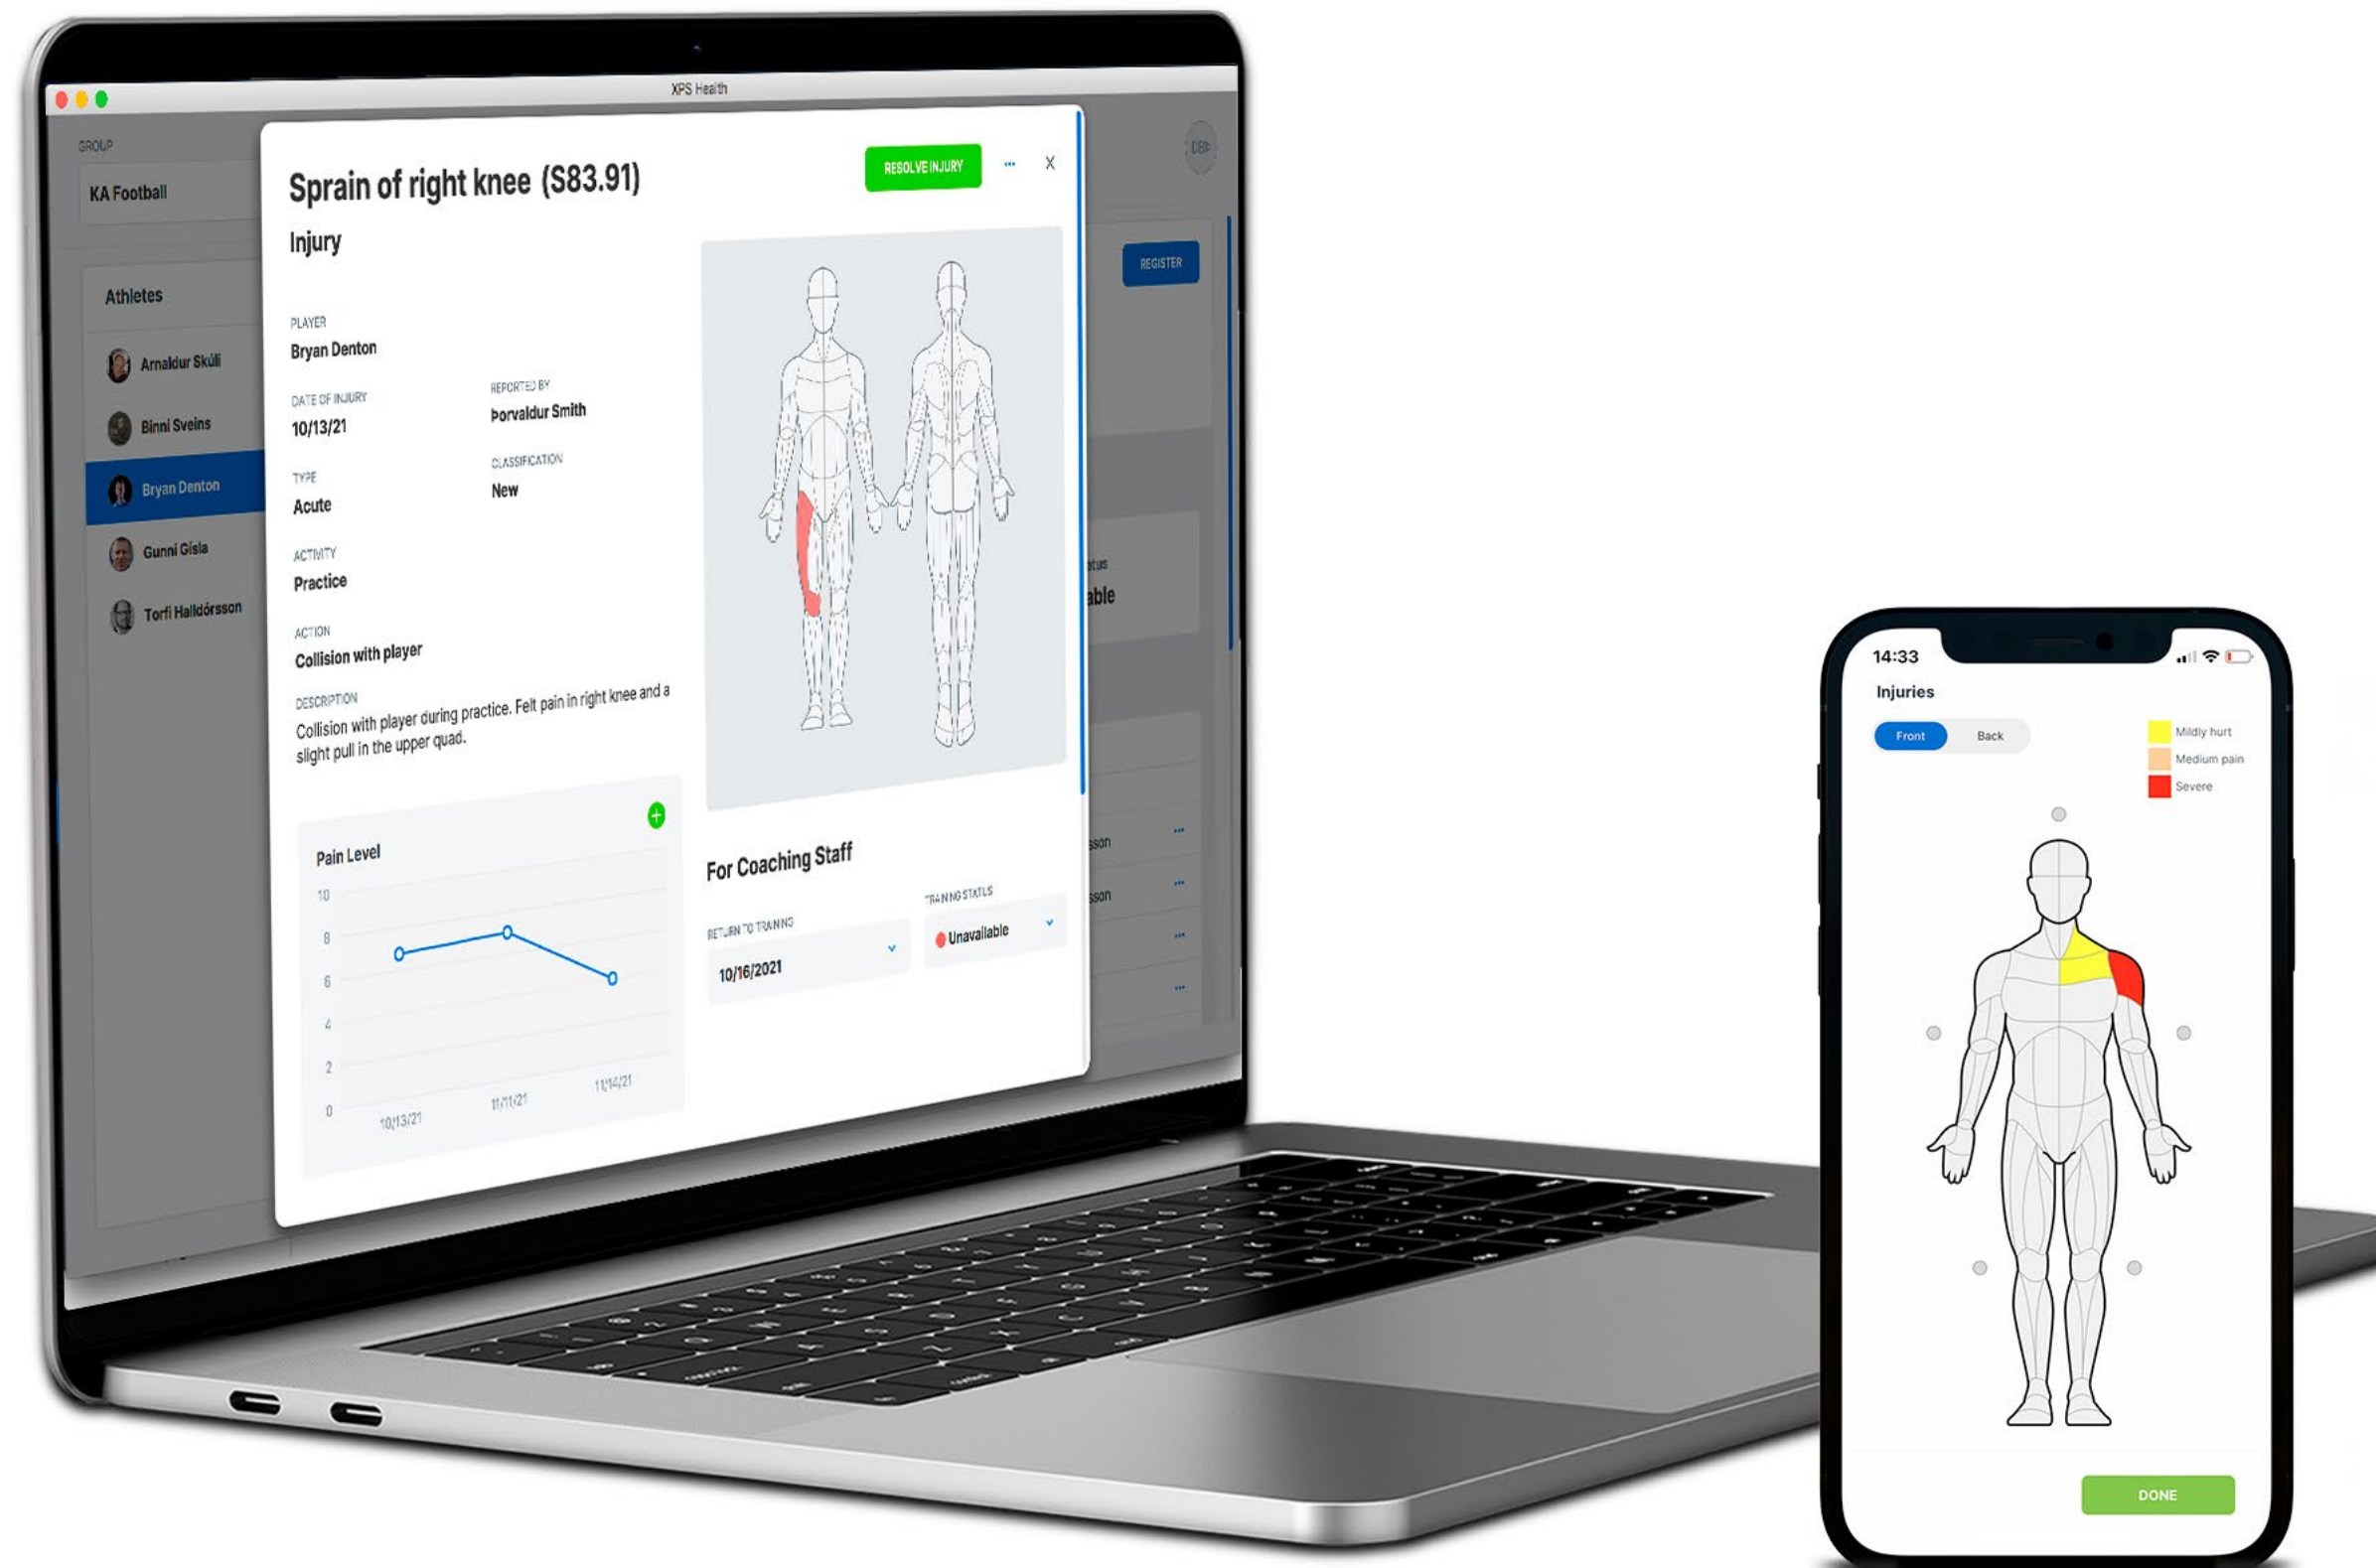 XPS Health
GROUP
KA Football
Athletes
Arnaldur Skúli
Binni Sveins
Bryan Denton
Gunni Gísla
Torfi Halldórsson
Sprain of right knee (S83.91)
RESOLVE INJURY
X
Injury
PLAYER
Bryan Denton
DATE OF INJURY
10/13/21
REPORTED BY
Þorvaldur Smith
TYPE
Acute
CLASSIFICATION
New
ACTIVITY
Practice
ACTION
Collision with player
DESCRIPTION
Collision with player during practice. Felt pain in right knee and a
slight pull in the upper quad.
Pain Level
10
8
6
4
2
0
10/13/21
11/11/21
11/14/21
For Coaching Staff
RETURN TO TRAINING
10/16/2021
TRAINING STATUS
Unavailable
REGISTER
atus
able
sson
sson
14:33
Injuries
Front
Back
Mildly hurt
Medium pain
Severe
DONE